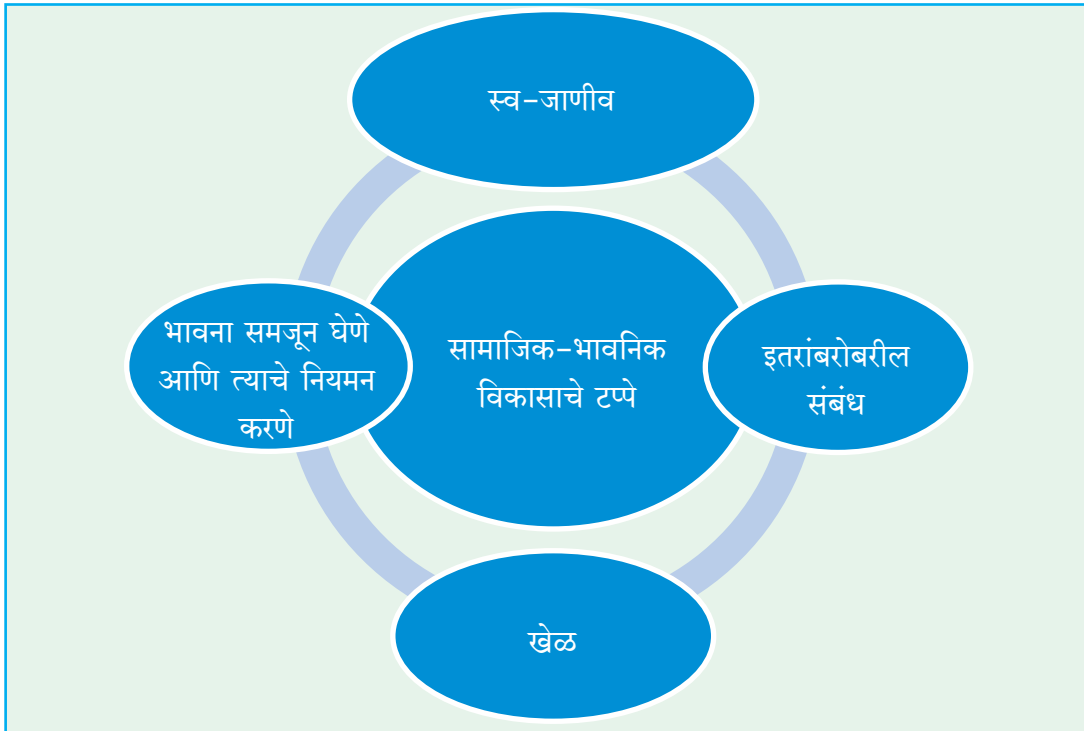 स्व-जाणीव
भावना समजून घेणे
आणि त्याचे नियमन
करणे
सामाजिक-भावनिक
विकासाचे टप्पे
इतरांबरोबरील
संबंध
खेळ